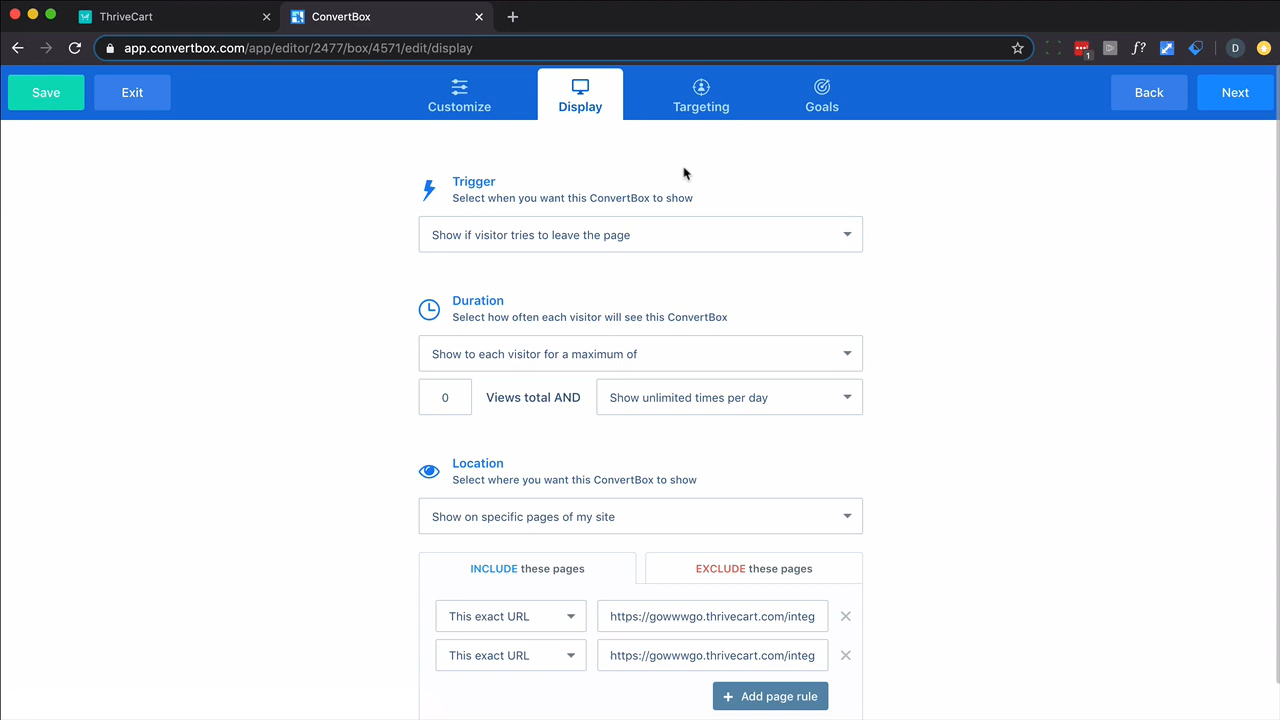 ThriveCart
ConvertBox
app.convertbox.com/app/editor/2477/box/4571/edit/display
1
f?
D
Save
Exit
Customize
Display
Targeting
Goals
Back
Next
Trigger
Select when you want this ConvertBox to show
Show if visitor tries to leave the page
Duration
Select how often each visitor will see this ConvertBox
Show to each visitor for a maximum of
0 Views total AND Show unlimited times per day
Location
Select where you want this ConvertBox to show
Show on specific pages of my site
INCLUDE these pages
EXCLUDE these pages
This exact URL https://gowwwgo.thrivecart.com/integ
This exact URL https://gowwwgo.thrivecart.com/integ
+ Add page rule